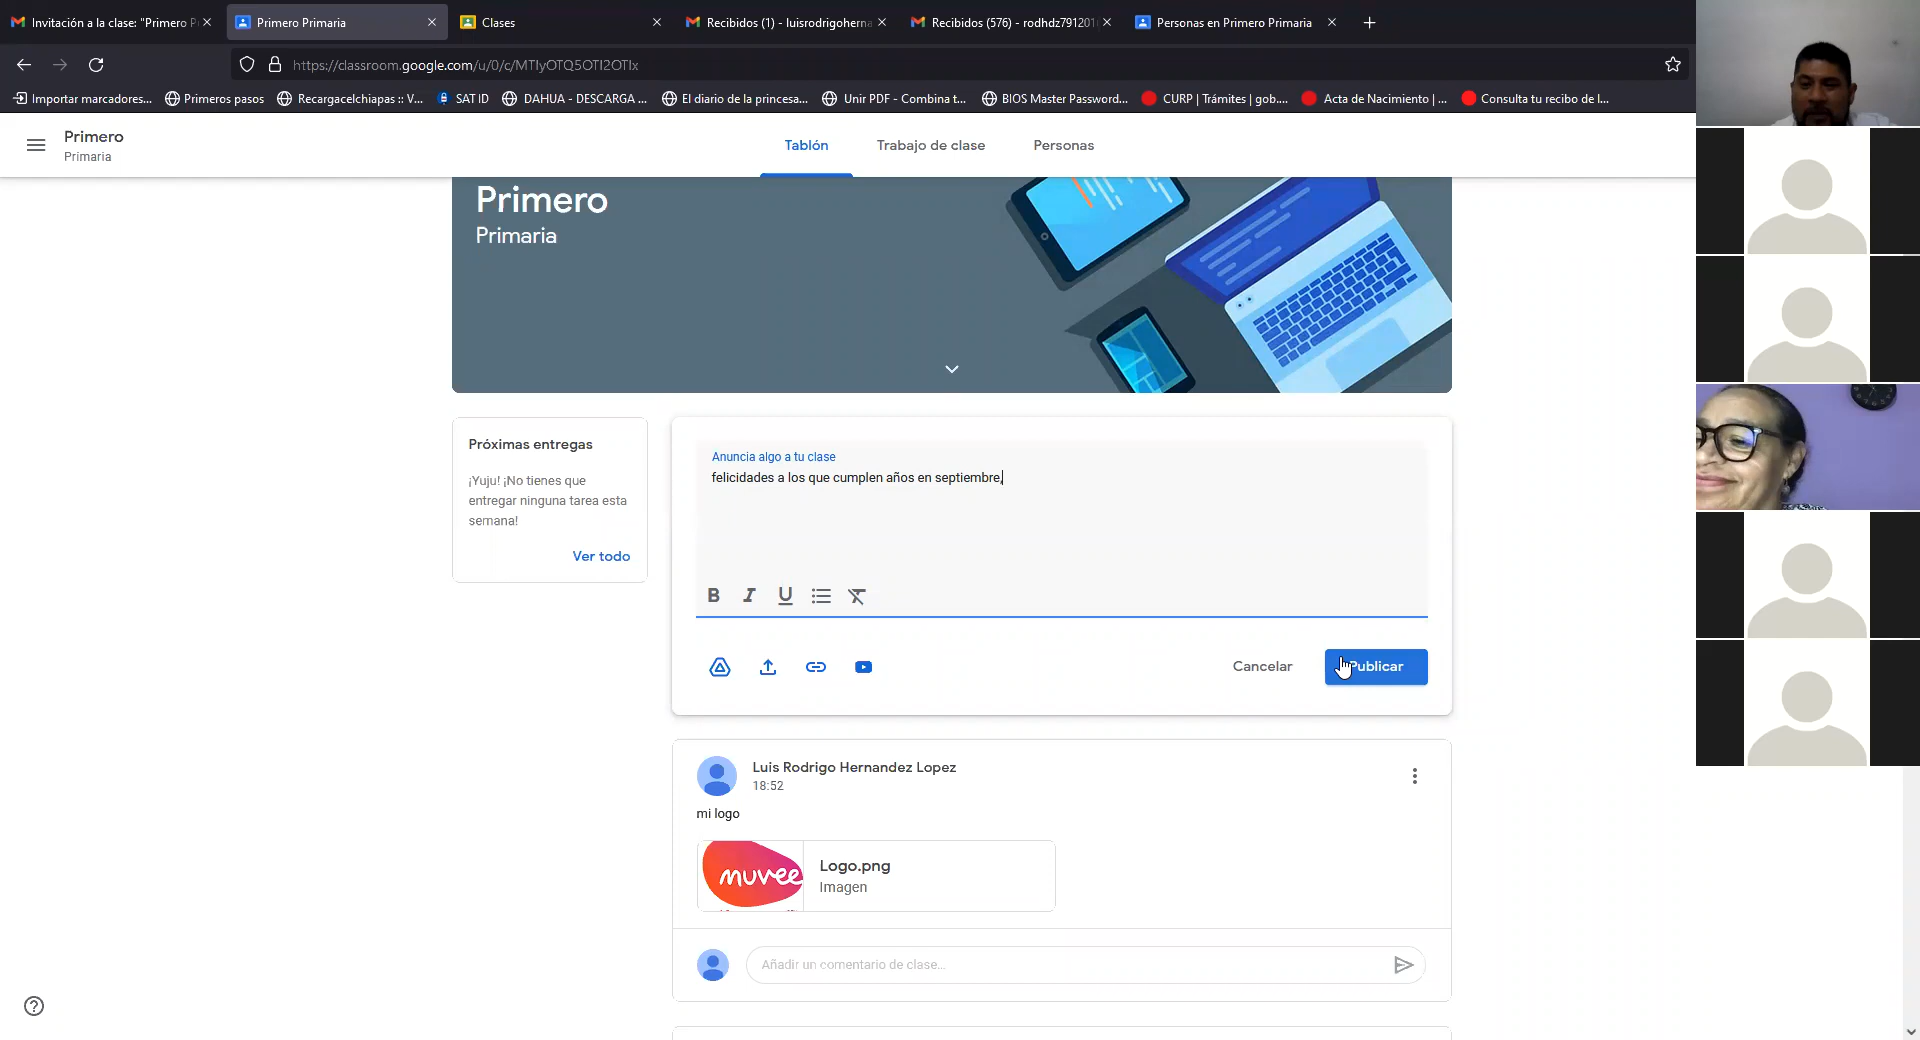 Invitación a la clase: "Primero P
Primero Primaria
Clases
Recibidos (1) - luisrodrigoherna
Recibidos (576) - rodhdz791201
Personas en Primero Primaria
https://classroom.google.com/u/0/c/MTIyOTQ5OTI2OTIx
Importar marcadores...
Primeros pasos
Recargacelchiapas :: V...
SAT ID
DAHUA - DESCARGA ...
El diario de la princesa...
Unir PDF - Combina t...
BIOS Master Password...
CURP | Trámites | gob....
Acta de Nacimiento | ...
Consulta tu recibo de l...
Primero
Primaria
Tablón
Trabajo de clase
Personas
Primero
Primaria
Próximas entregas
¡Yuju! ¡No tienes que
entregar ninguna tarea esta
semana!
Ver todo
Anuncia algo a tu clase
felicidades a los que cumplen años en septiembre,
B I U
Cancelar
Publicar
Luis Rodrigo Hernandez Lopez
18:52
mi logo
muvee
Logo.png
Imagen
Añadir un comentario de clase...